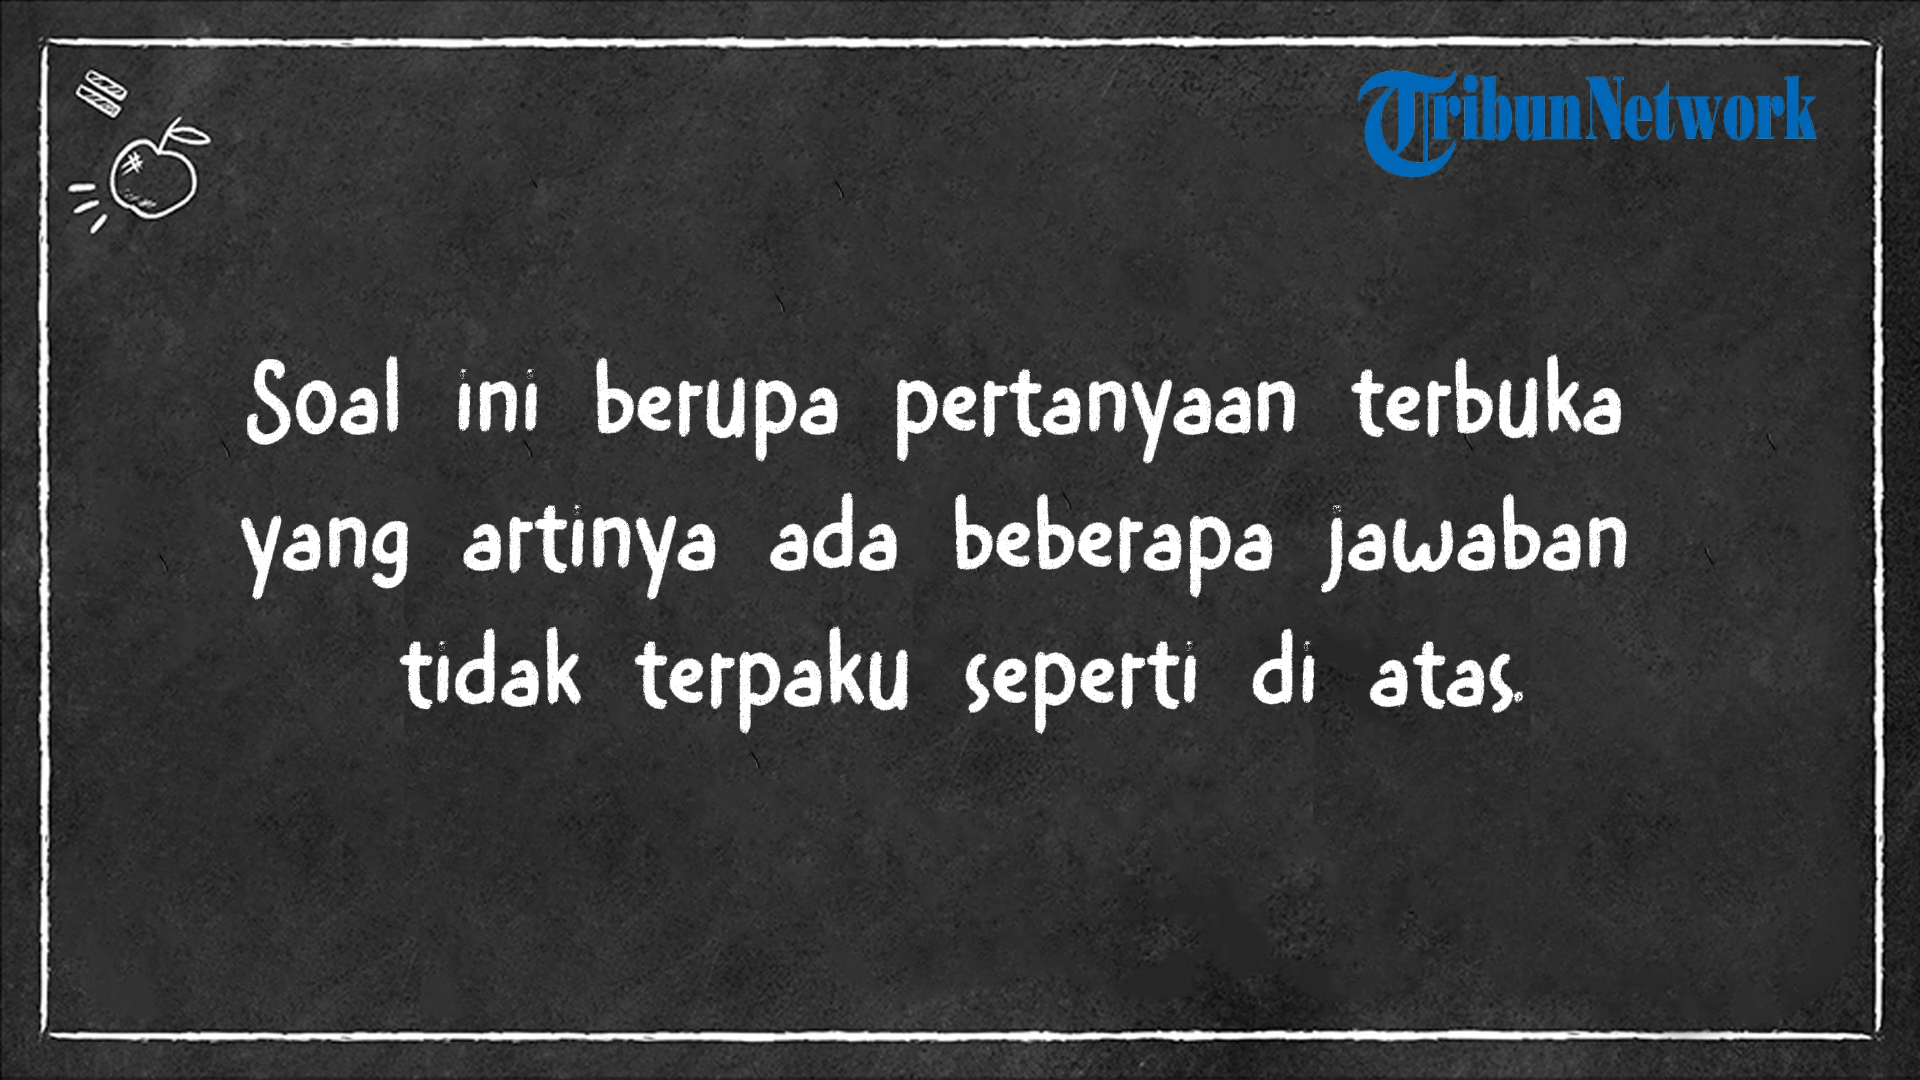 TribunNetwork
Soal ini berupa pertanyaan terbuka
yang artinya ada beberapa jawaban
tidak terpaku seperti di atas.